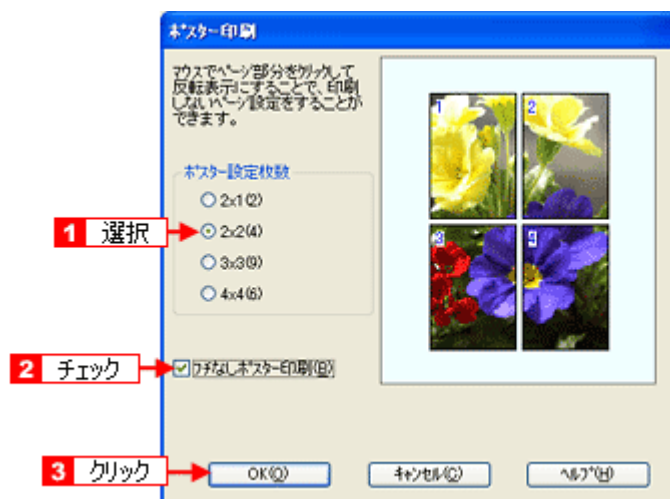 ポスター印刷
マウスでページ部分をクリックして
反転表示にすることで、印刷
しないページ設定をすることが
できます。
ポスター設定枚数
2x1(2)
1 選択
2x2(4)
3x3(9)
4x4(6)
2 チェック
フチなしポスター印刷(B)
1
2
3
4
3 クリック
OK(O)
キャンセル(C)
ヘルプ(H)